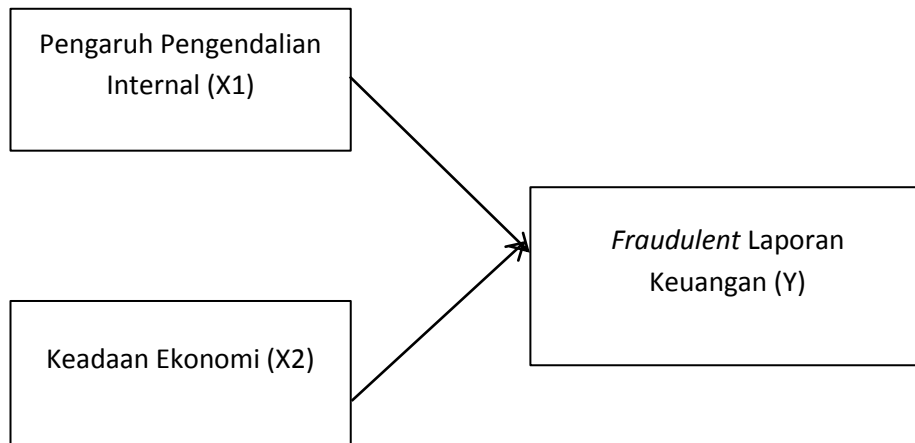 Pengaruh Pengendalian
Internal (X1)
Fraudulent Laporan
Keuangan (Y)
Keadaan Ekonomi (X2)